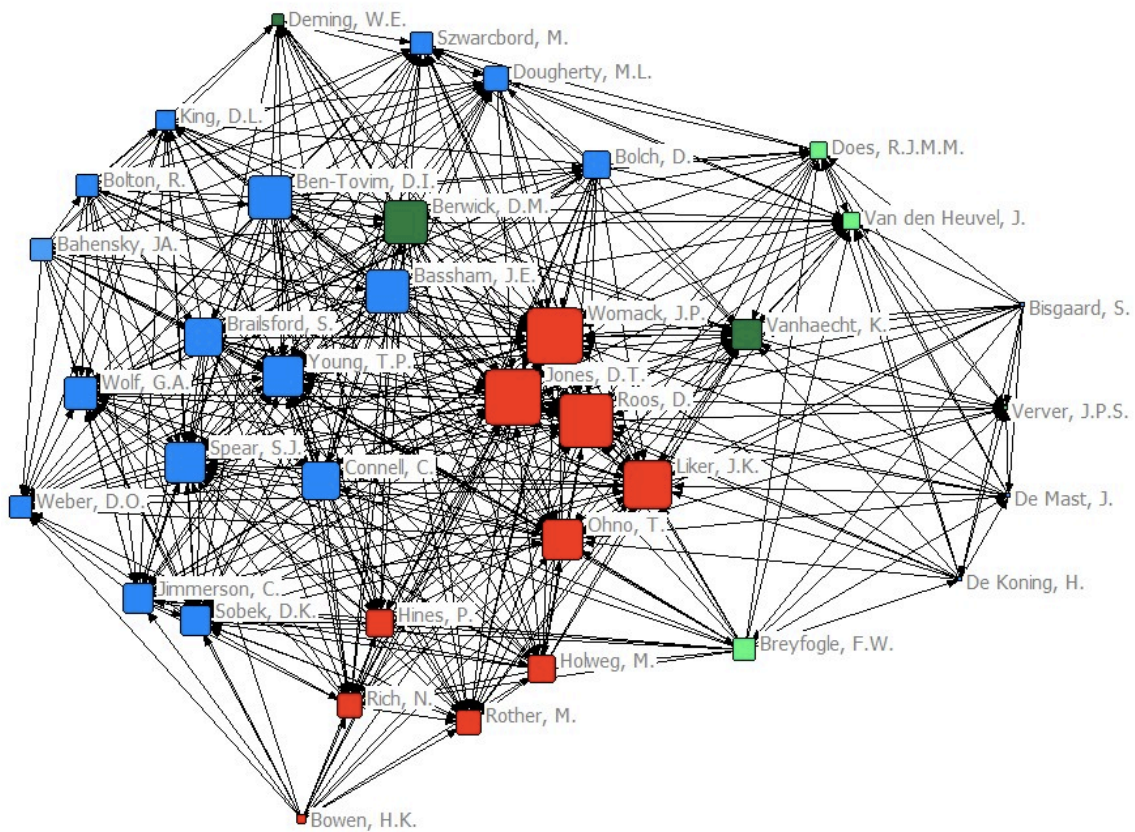 Deming, W.E.
Szwarcbord, M.
Dougherty, M.L.
King, D.L.
Does, R.J.M.M.
Bolch, D.
Bolton, R.
Ben-Tovim, D.I.
Berwick, D.M.
Van den Heuvel, J.
Bahensky, JA.
Bassham, J.E.
Bisgaard, S.
Womack, J.P.
Brailsford, S.
Vanhaecht, K.
Young, T.P.
Jones, D.T.
Wolf, G.A.
Roos, D.
Verver, J.P.S.
Spear, S.J.
Connell, C.
Liker, J.K.
Weber, D.O.
De Mast, J.
Ohno, T.
De Koning, H.
Jimmerson, C.
Sobek, D.K.
Hines, P.
Breyfogle, F.W.
Holweg, M.
Rich, N.
Rother, M.
Bowen, H.K.